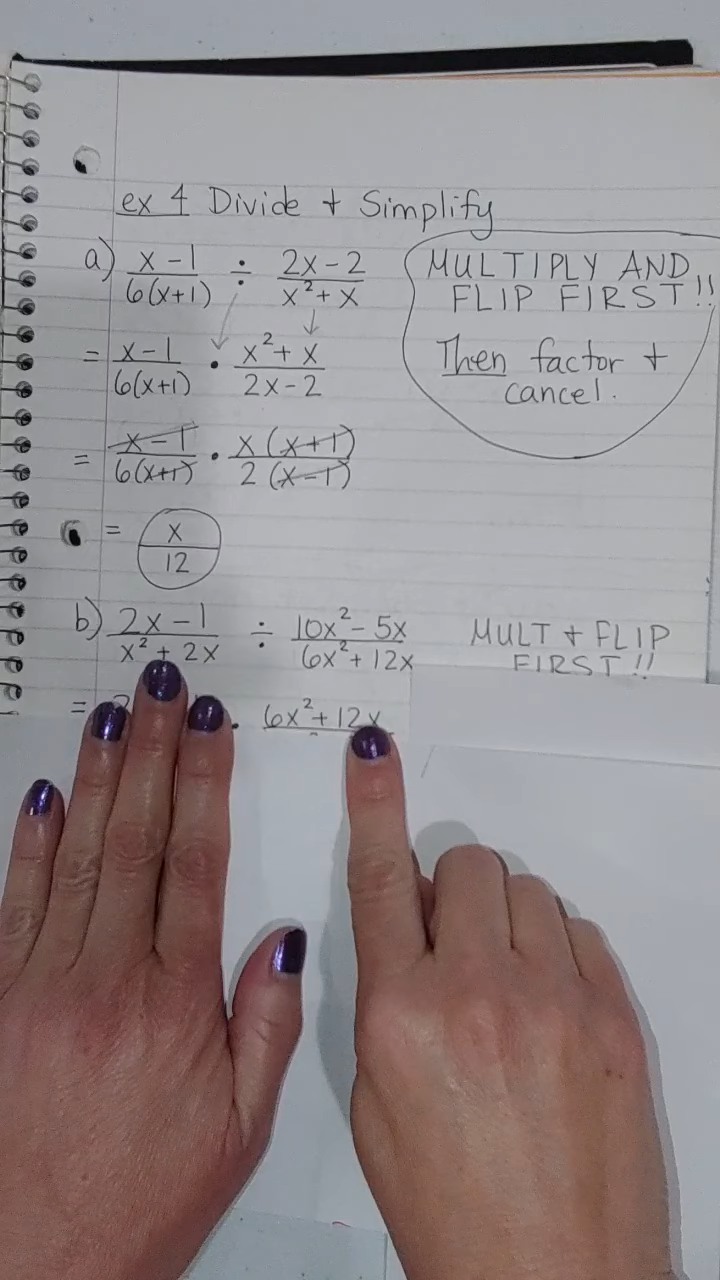 ex 4 Divide + Simplify
a) x - 1 / 6(x+1) ÷ 2x - 2 / x² + x
MULTIPLY AND
FLIP FIRST!!
Then factor +
cancel.
= x - 1 / 6(x+1) • x² + x / 2x - 2
= x - 1 / 6(x+1) • x(x+1) / 2(x-1)
= x / 12
b) 2x - 1 / x² + 2x ÷ 10x² - 5x / 6x² + 12x
MULT + FLIP
FIRST!!
= • 6x² + 12x